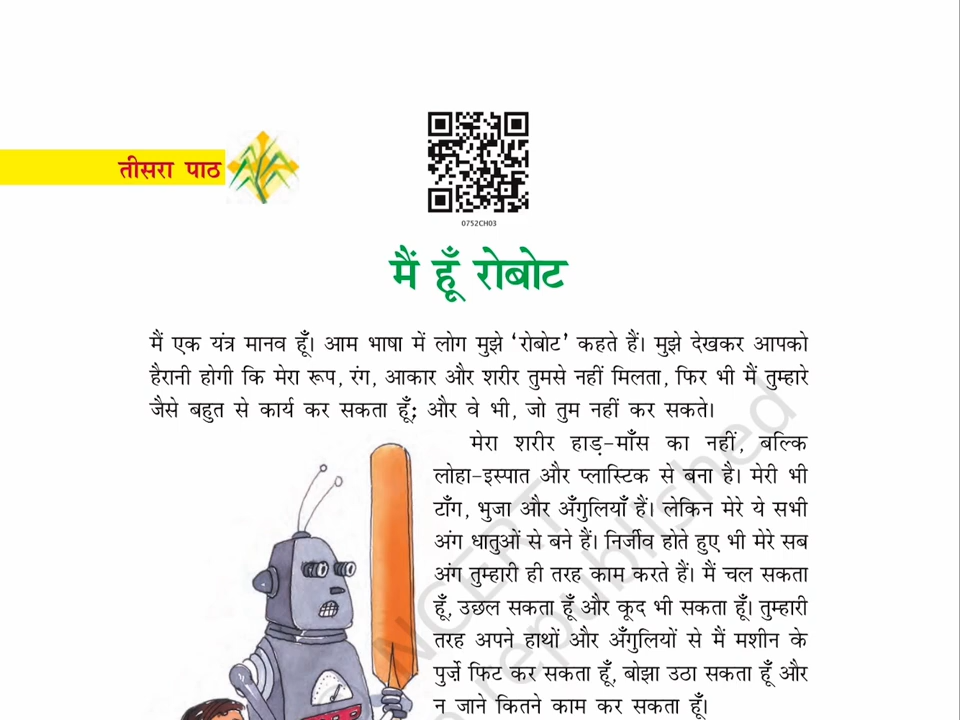 तीसरा पाठ
0752CH03
मैं हूँ रोबोट
मैं एक यंत्र मानव हूँ। आम भाषा में लोग मुझे ‘रोबोट’ कहते हैं। मुझे देखकर आपको
हैरानी होगी कि मेरा रूप, रंग, आकार और शरीर तुमसे नहीं मिलता, फिर भी मैं तुम्हारे
जैसे बहुत से कार्य कर सकता हूँ; और वे भी, जो तुम नहीं कर सकते।
मेरा शरीर हाड़-माँस का नहीं, बल्कि
लोहा-इस्पात और प्लास्टिक से बना है। मेरी भी
टाँग, भुजा और अँगुलियाँ हैं। लेकिन मेरे ये सभी
अंग धातुओं से बने हैं। निर्जीव होते हुए भी मेरे सब
अंग तुम्हारी ही तरह काम करते हैं। मैं चल सकता
हूँ, उछल सकता हूँ और कूद भी सकता हूँ। तुम्हारी
तरह अपने हाथों और अँगुलियों से मैं मशीन के
पुर्ज़े फिट कर सकता हूँ, बोझा उठा सकता हूँ और
न जाने कितने काम कर सकता हूँ।
NCERT
republished